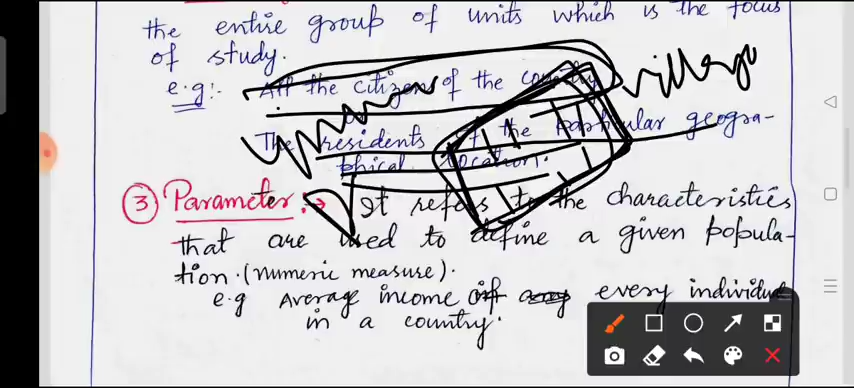 the entire group of units which is the focus
of study.
e.g:- All the citizens of the country
village
or
The residents of the particular geogra-
phical location.
③ Parameter :→ It refers to the characteristics
that are used to define a given popula-
tion. (numeric measure).
e.g Average income of every individual
in a country.